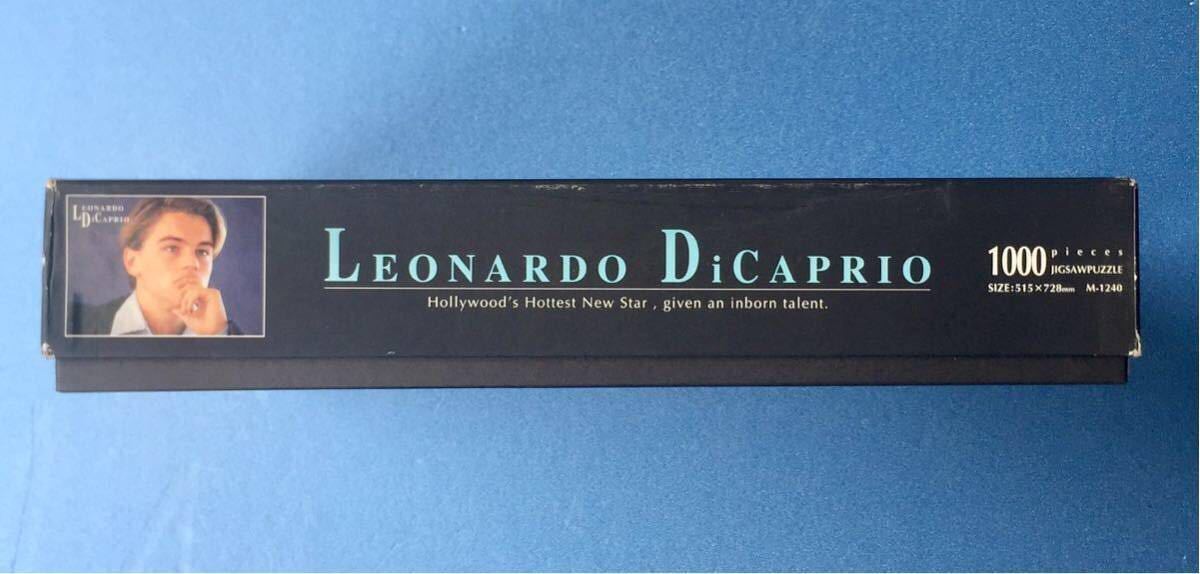 LEONARDO
DICAPRIO
LEONARDO DiCAPRIO
Hollywood's Hottest New Star , given an inborn talent.
1000 pieces
JIGSAWPUZZLE
SIZE:515×728mm M-1240